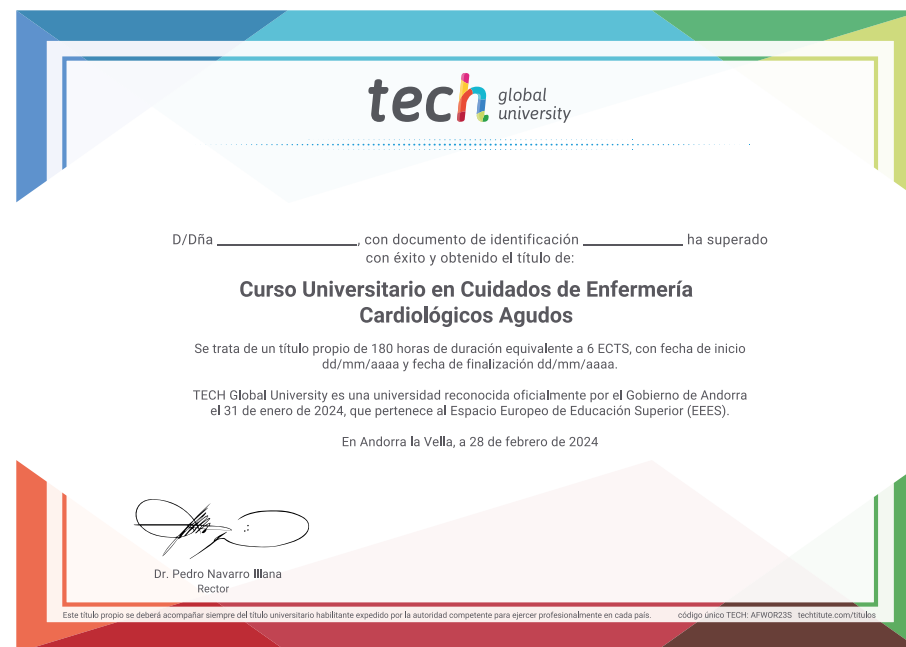 tech global university
D/Dña ______________, con documento de identificación __________ ha superado
con éxito y obtenido el título de:
Curso Universitario en Cuidados de Enfermería
Cardiológicos Agudos
Se trata de un título propio de 180 horas de duración equivalente a 6 ECTS, con fecha de inicio
dd/mm/aaaa y fecha de finalización dd/mm/aaaa.
TECH Global University es una universidad reconocida oficialmente por el Gobierno de Andorra
el 31 de enero de 2024, que pertenece al Espacio Europeo de Educación Superior (EEES).
En Andorra la Vella, a 28 de febrero de 2024
Dr. Pedro Navarro Illana
Rector
Este título propio se deberá acompañar siempre del título universitario habilitante expedido por la autoridad competente para ejercer profesionalmente en cada país. código único TECH: AFWOR23S techtitute.com/titulos